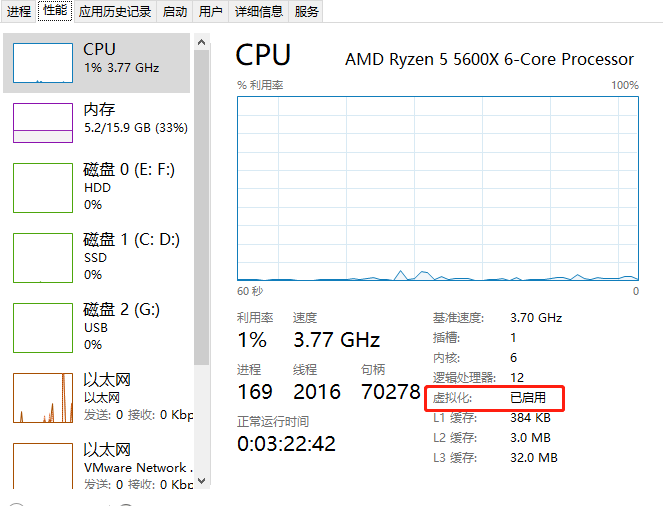 进程 性能 应用历史记录 启动 用户 详细信息 服务
CPU
1% 3.77 GHz
内存
5.2/15.9 GB (33%)
磁盘 0 (E: F:)
HDD
0%
磁盘 1 (C: D:)
SSD
0%
磁盘 2 (G:)
USB
0%
以太网
以太网
发送: 0 接收: 0 Kbp
以太网
VMware Network .
发送: 0 接收: 0 Kbp
CPU
AMD Ryzen 5 5600X 6-Core Processor
% 利用率
100%
60 秒
0
利用率 速度
1% 3.77 GHz
进程 线程 句柄
169 2016 70278
正常运行时间
0:03:22:42
基准速度: 3.70 GHz
插槽: 1
内核: 6
逻辑处理器: 12
虚拟化: 已启用
L1 缓存: 384 KB
L2 缓存: 3.0 MB
L3 缓存: 32.0 MB